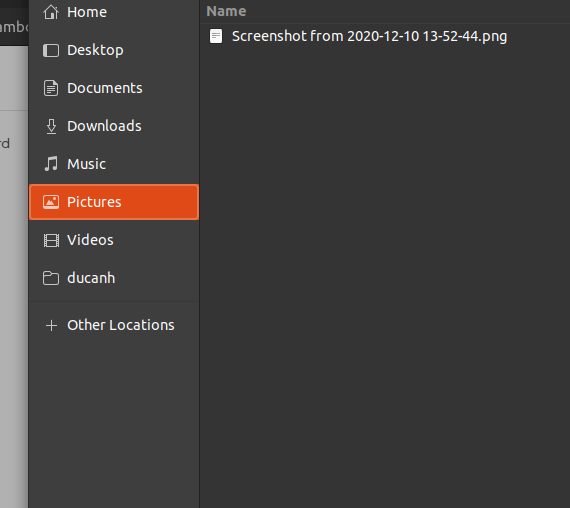 Home
Name
Screenshot from 2020-12-10 13-52-44.png
Desktop
Documents
Downloads
Music
Pictures
Videos
ducanh
Other Locations